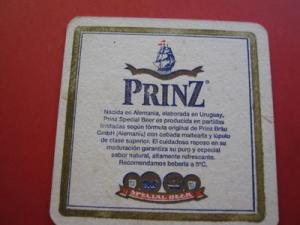 PRINZ
Nacida en Alemania, elaborada en Uruguay,
Prinz Special Beer es producida en partidas
limitadas según fórmula original de Prinz Bräu
GmbH (Alemania) con cebada malteada y lúpulo
de clase superior. El cuidadoso reposo en su
maduración garantiza su puro y especial
sabor natural, altamente refrescante.
Recomendamos beberla a 5ºC.
SPECIAL BEER